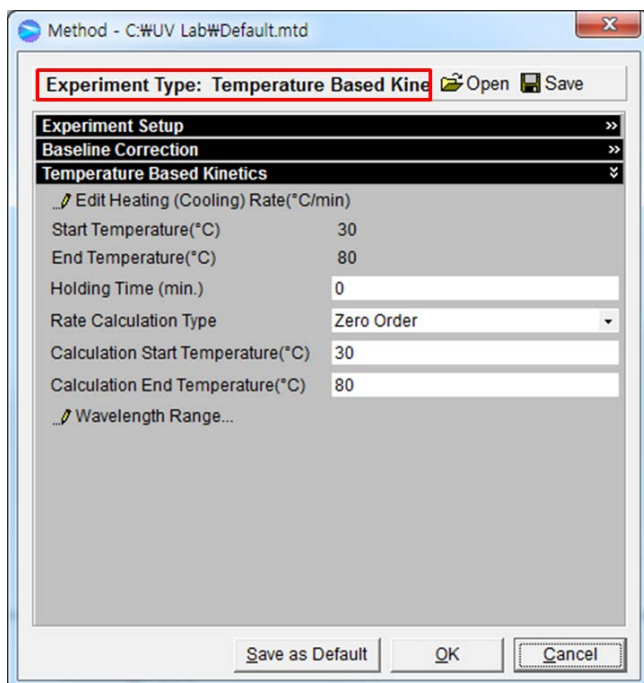 Method - C:₩UV Lab₩Default.mtd
Experiment Type: Temperature Based Kine Open Save
Experiment Setup
Baseline Correction
Temperature Based Kinetics
Edit Heating (Cooling) Rate(°C/min)
Start Temperature(°C) 30
End Temperature(°C) 80
Holding Time (min.) 0
Rate Calculation Type Zero Order
Calculation Start Temperature(°C) 30
Calculation End Temperature(°C) 80
Wavelength Range...
Save as Default OK Cancel